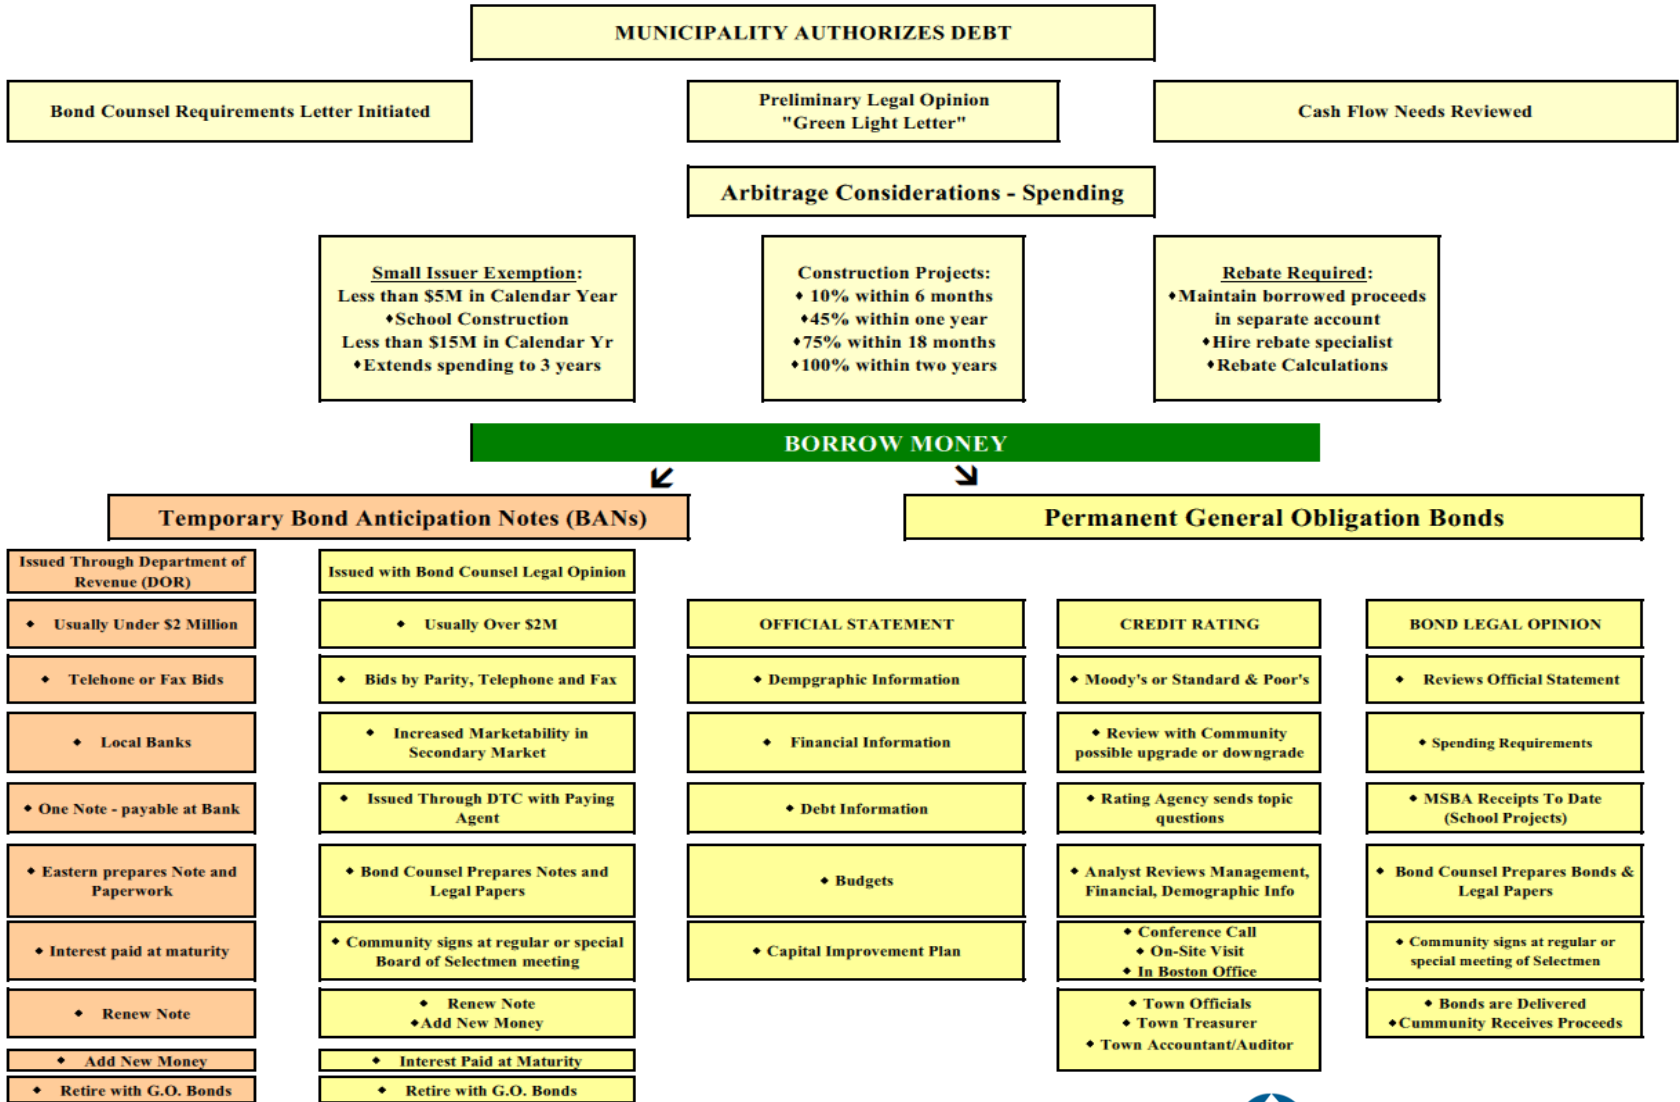 MUNICIPALITY AUTHORIZES DEBT
Bond Counsel Requirements Letter Initiated
Preliminary Legal Opinion
"Green Light Letter"
Cash Flow Needs Reviewed
Arbitrage Considerations - Spending
Small Issuer Exemption:
Less than $5M in Calendar Year
♦School Construction
Less than $15M in Calendar Yr
♦Extends spending to 3 years
Construction Projects:
♦ 10% within 6 months
♦45% within one year
♦75% within 18 months
♦100% within two years
Rebate Required:
♦Maintain borrowed proceeds
in separate account
♦Hire rebate specialist
♦Rebate Calculations
BORROW MONEY
Temporary Bond Anticipation Notes (BANs)
Permanent General Obligation Bonds
Issued Through Department of
Revenue (DOR)
♦ Usually Under $2 Million
♦ Telehone or Fax Bids
♦ Local Banks
♦ One Note - payable at Bank
♦ Eastern prepares Note and
Paperwork
♦ Interest paid at maturity
♦ Renew Note
♦ Add New Money
♦ Retire with G.O. Bonds
Issued with Bond Counsel Legal Opinion
♦ Usually Over $2M
♦ Bids by Parity, Telephone and Fax
♦ Increased Marketability in
Secondary Market
♦ Issued Through DTC with Paying
Agent
♦ Bond Counsel Prepares Notes and
Legal Papers
♦ Community signs at regular or special
Board of Selectmen meeting
♦ Renew Note
♦Add New Money
♦ Interest Paid at Maturity
♦ Retire with G.O. Bonds
OFFICIAL STATEMENT
♦ Dempgraphic Information
♦ Financial Information
♦ Debt Information
♦ Budgets
♦ Capital Improvement Plan
CREDIT RATING
♦ Moody's or Standard & Poor's
♦ Review with Community
possible upgrade or downgrade
♦ Rating Agency sends topic
questions
♦ Analyst Reviews Management,
Financial, Demographic Info
♦ Conference Call
♦ On-Site Visit
♦ In Boston Office
♦ Town Officials
♦ Town Treasurer
♦ Town Accountant/Auditor
BOND LEGAL OPINION
♦ Reviews Official Statement
♦ Spending Requirements
♦ MSBA Receipts To Date
(School Projects)
♦ Bond Counsel Prepares Bonds &
Legal Papers
♦ Community signs at regular or
special meeting of Selectmen
♦ Bonds are Delivered
♦Cummunity Receives Proceeds